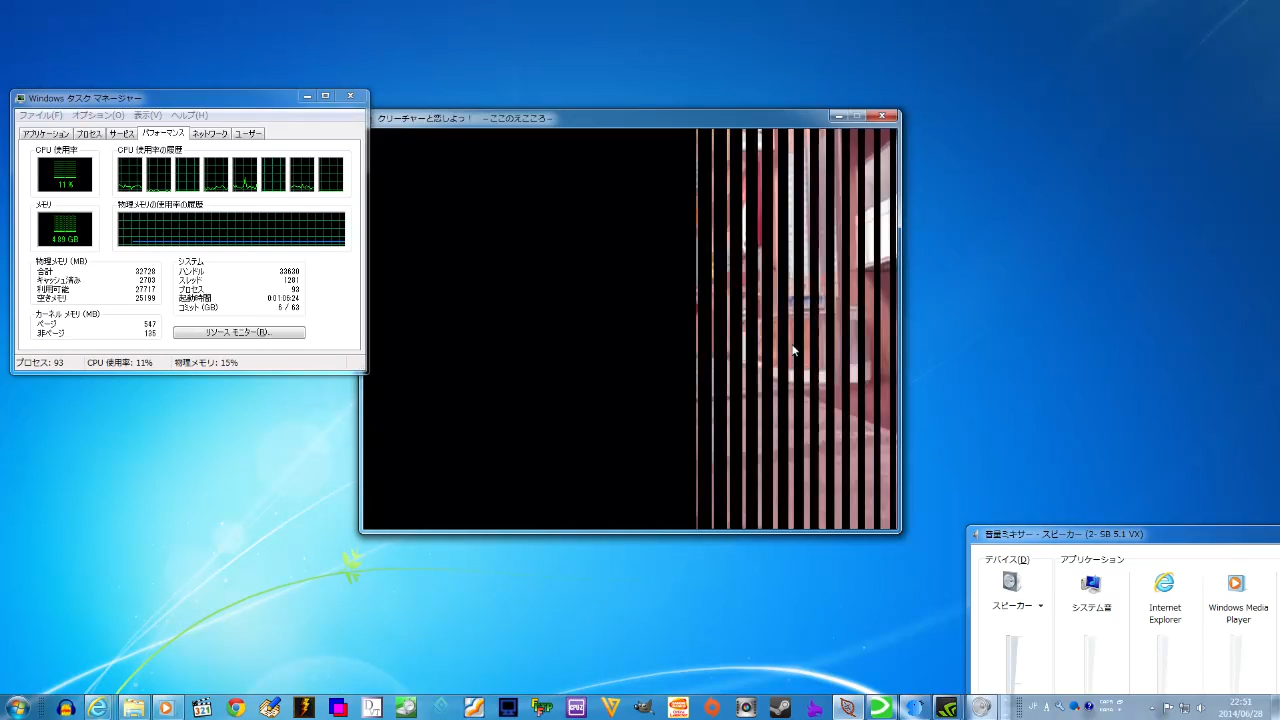 Windows タスク マネージャー
ファイル(F) オプション(O) 表示(V) ヘルプ(H)
アプリケーション プロセス サービス パフォーマンス ネットワーク ユーザー
CPU 使用率
CPU 使用率の履歴
11 %
メモリ
物理メモリの使用率の履歴
4.89 GB
物理メモリ (MB)
合計 32728
キャッシュ済み 2703
利用可能 27717
空きメモリ 25199
カーネル メモリ (MB)
ページ 547
非ページ 135
システム
ハンドル 33630
スレッド 1281
プロセス 93
起動時間 0:01:06:24
コミット (GB) 6 / 63
リソース モニター(R)...
プロセス: 93 CPU 使用率: 11% 物理メモリ: 15%
クリーチャーと恋しよっ！ －ここのえこころ－
音量ミキサー - スピーカー (2- SB 5.1 VX)
デバイス(D)
アプリケーション
スピーカー
システム音
Internet Explorer
Windows Media Player
321
DVT
22:51
2014/06/28